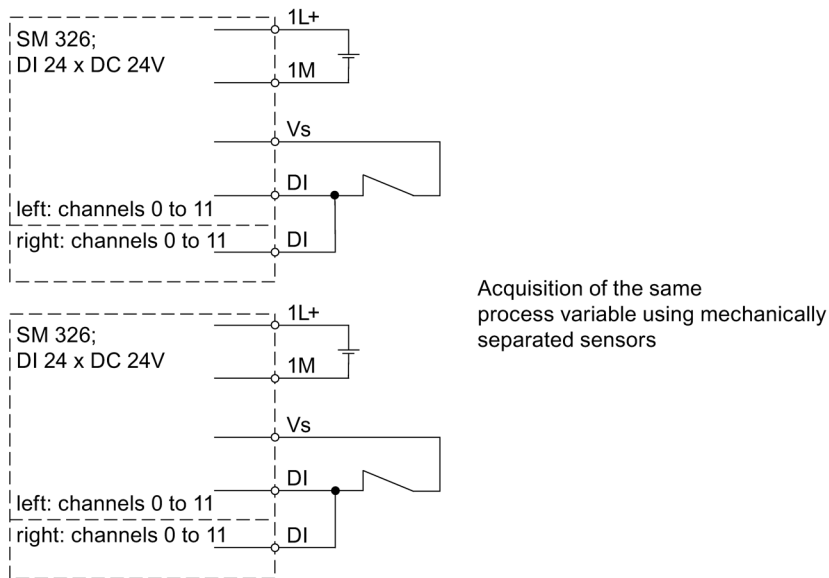 1L+
SM 326;
DI 24 x DC 24V
1M
Vs
DI
left: channels 0 to 11
right: channels 0 to 11
DI
Acquisition of the same
process variable using mechanically
separated sensors
1L+
SM 326;
DI 24 x DC 24V
1M
Vs
DI
left: channels 0 to 11
right: channels 0 to 11
DI